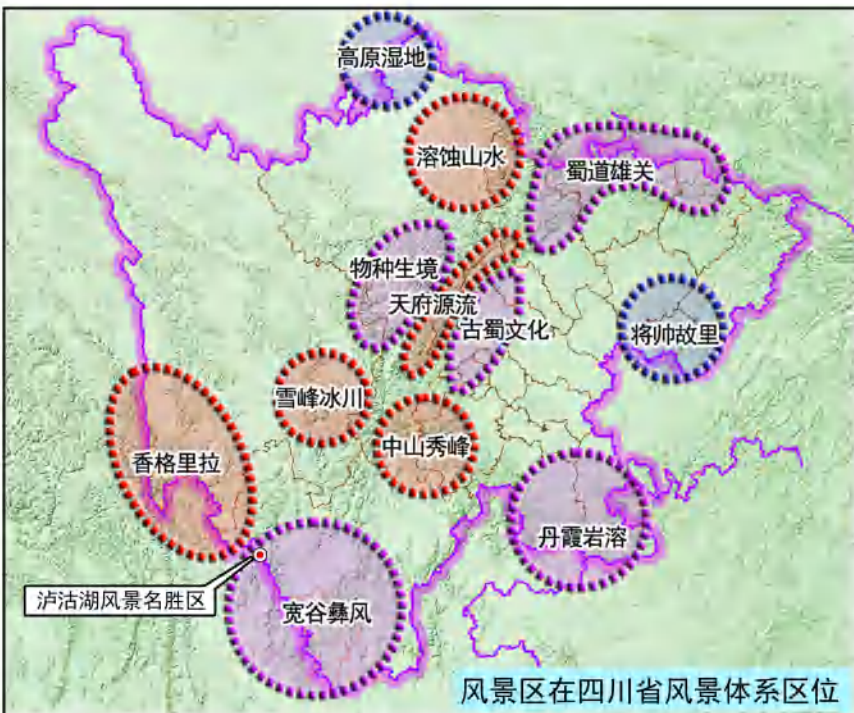 高原湿地
溶蚀山水
蜀道雄关
物种生境
天府源流
古蜀文化
将帅故里
雪峰冰川
中山秀峰
香格里拉
丹霞岩溶
泸沽湖风景名胜区
宽谷彝风
风景区在四川省风景体系区位